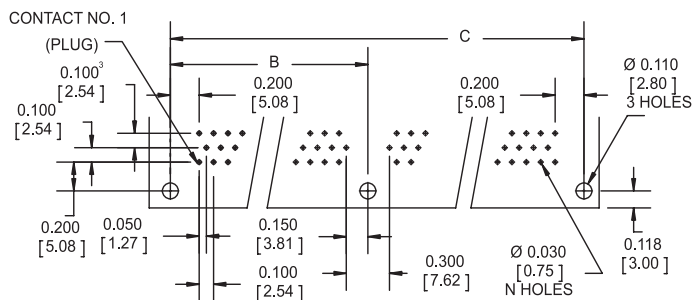 CONTACT NO. 1
(PLUG)
C
B
0.100³
[2.54]
0.200
[5.08]
0.200
[5.08]
Ø 0.110
[2.80]
3 HOLES
0.100
[2.54]
0.200
[5.08]
0.050
[1.27]
0.150
[3.81]
0.100
[2.54]
0.300
[7.62]
Ø 0.030
[0.75]
N HOLES
0.118
[3.00]